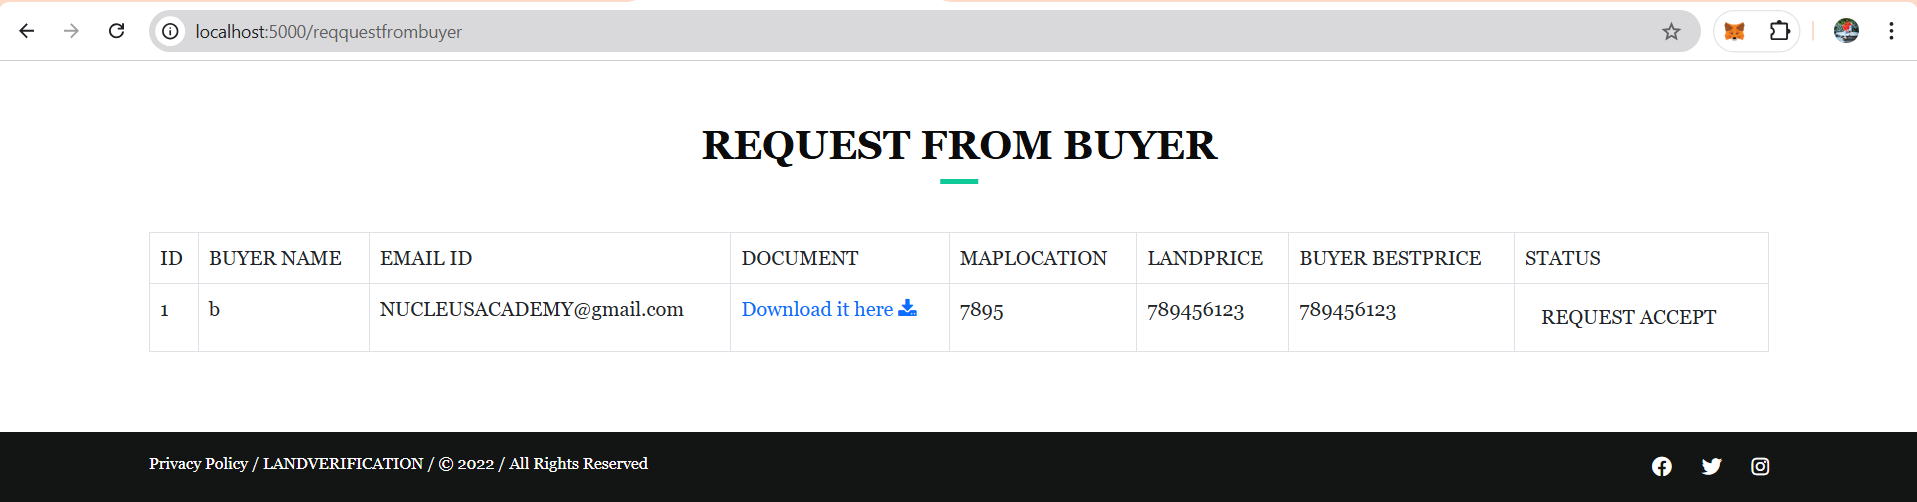 localhost:5000/reqquestfrombuyer
REQUEST FROM BUYER
ID BUYER NAME EMAIL ID DOCUMENT MAPLOCATION LANDPRICE BUYER BESTPRICE STATUS
1 b NUCLEUSACADEMY@gmail.com Download it here 7895 789456123 789456123 REQUEST ACCEPT
Privacy Policy / LANDVERIFICATION / © 2022 / All Rights Reserved